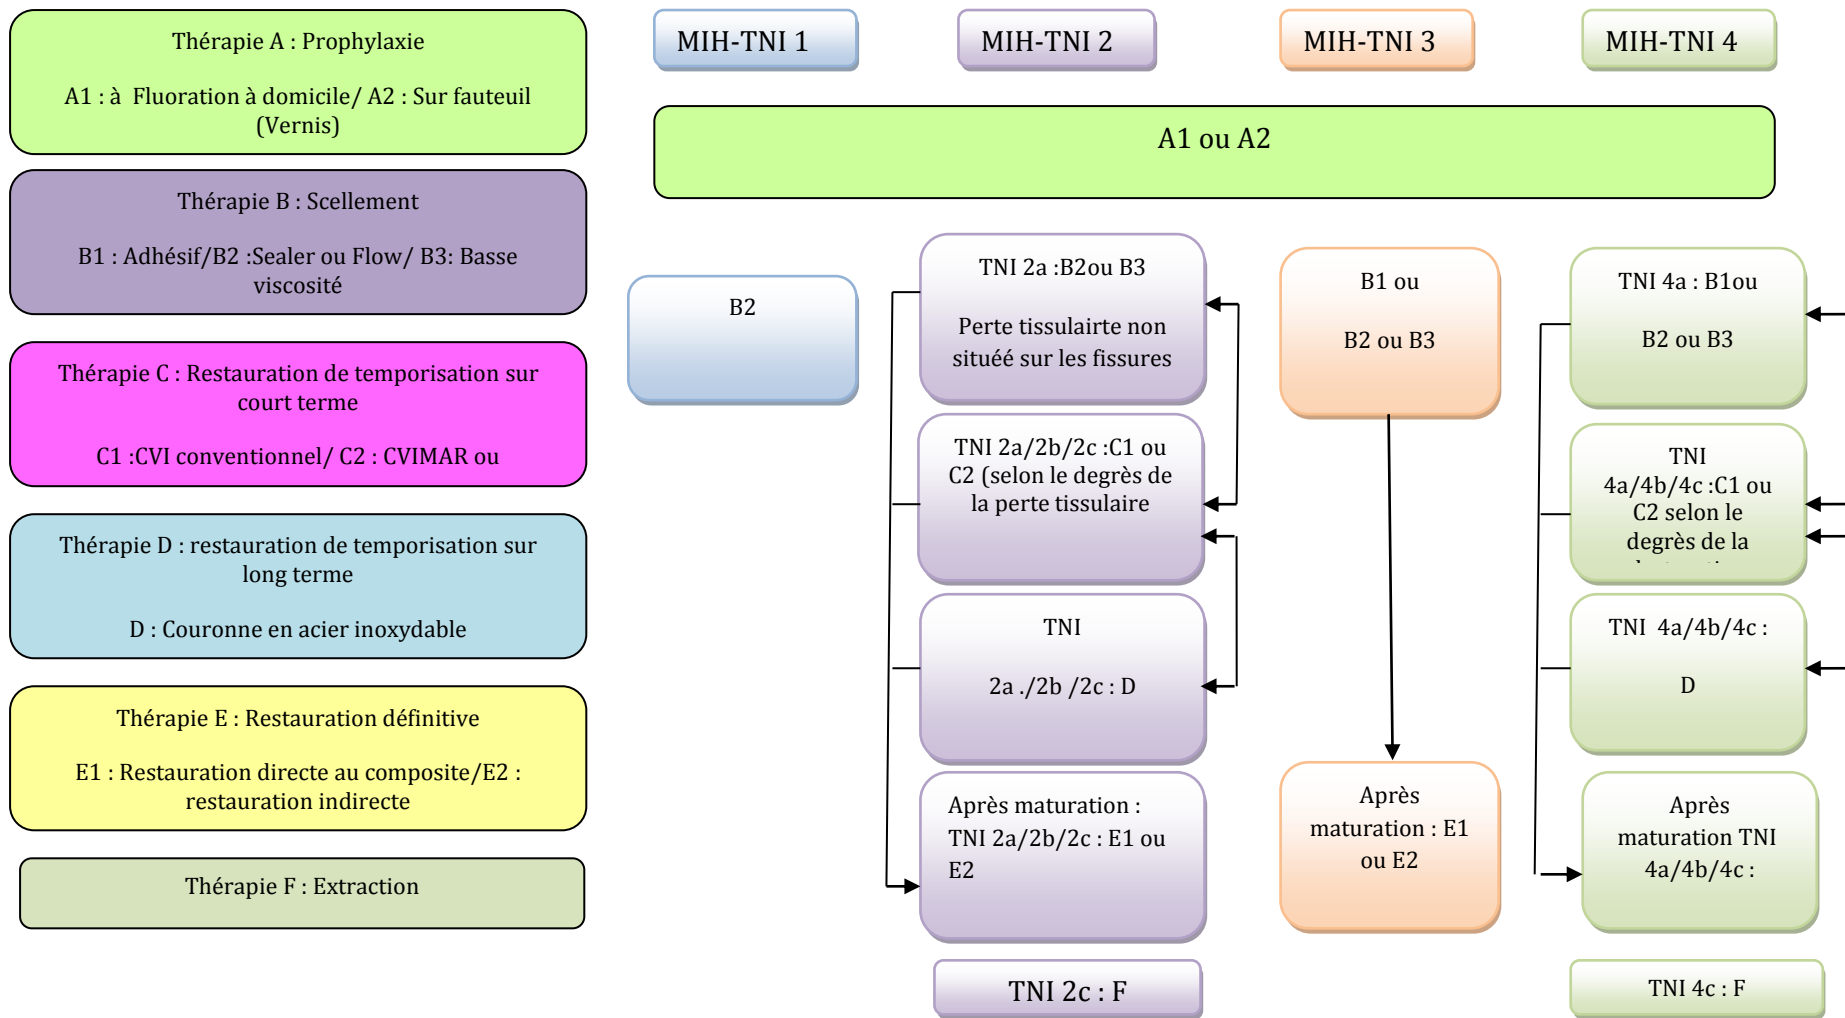 Thérapie A : Prophylaxie
A1 : à Fluoration à domicile/ A2 : Sur fauteuil
(Vernis)
Thérapie B : Scellement
B1 : Adhésif/B2 :Sealer ou Flow/ B3: Basse
viscosité
Thérapie C : Restauration de temporisation sur
court terme
C1 :CVI conventionnel/ C2 : CVIMAR ou
Thérapie D : restauration de temporisation sur
long terme
D : Couronne en acier inoxydable
Thérapie E : Restauration définitive
E1 : Restauration directe au composite/E2 :
restauration indirecte
Thérapie F : Extraction
MIH-TNI 1
MIH-TNI 2
MIH-TNI 3
MIH-TNI 4
A1 ou A2
B2
TNI 2a :B2ou B3
Perte tissulairte non
situéé sur les fissures
TNI 2a/2b/2c :C1 ou
C2 (selon le degrès de
la perte tissulaire
TNI
2a ./2b /2c : D
Après maturation :
TNI 2a/2b/2c : E1 ou
E2
TNI 2c : F
B1 ou
B2 ou B3
Après
maturation : E1
ou E2
TNI 4a : B1ou
B2 ou B3
TNI
4a/4b/4c :C1 ou
C2 selon le
degrès de la
TNI 4a/4b/4c :
D
Après
maturation TNI
4a/4b/4c :
TNI 4c : F